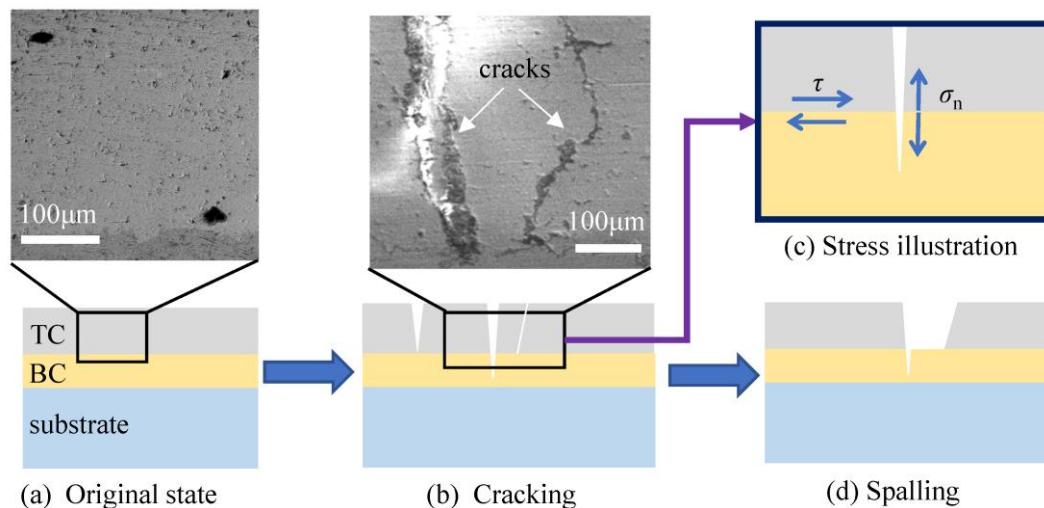 100μm
TC
BC
substrate
(a) Original state
cracks
100μm
(b) Cracking
τ
σn
(c) Stress illustration
(d) Spalling